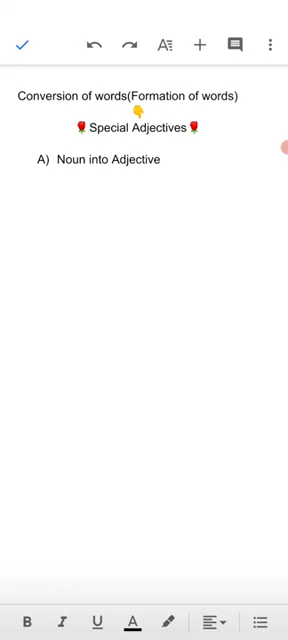 Conversion of words(Formation of words)
👇
🌹Special Adjectives🌹
A) Noun into Adjective
B I U A